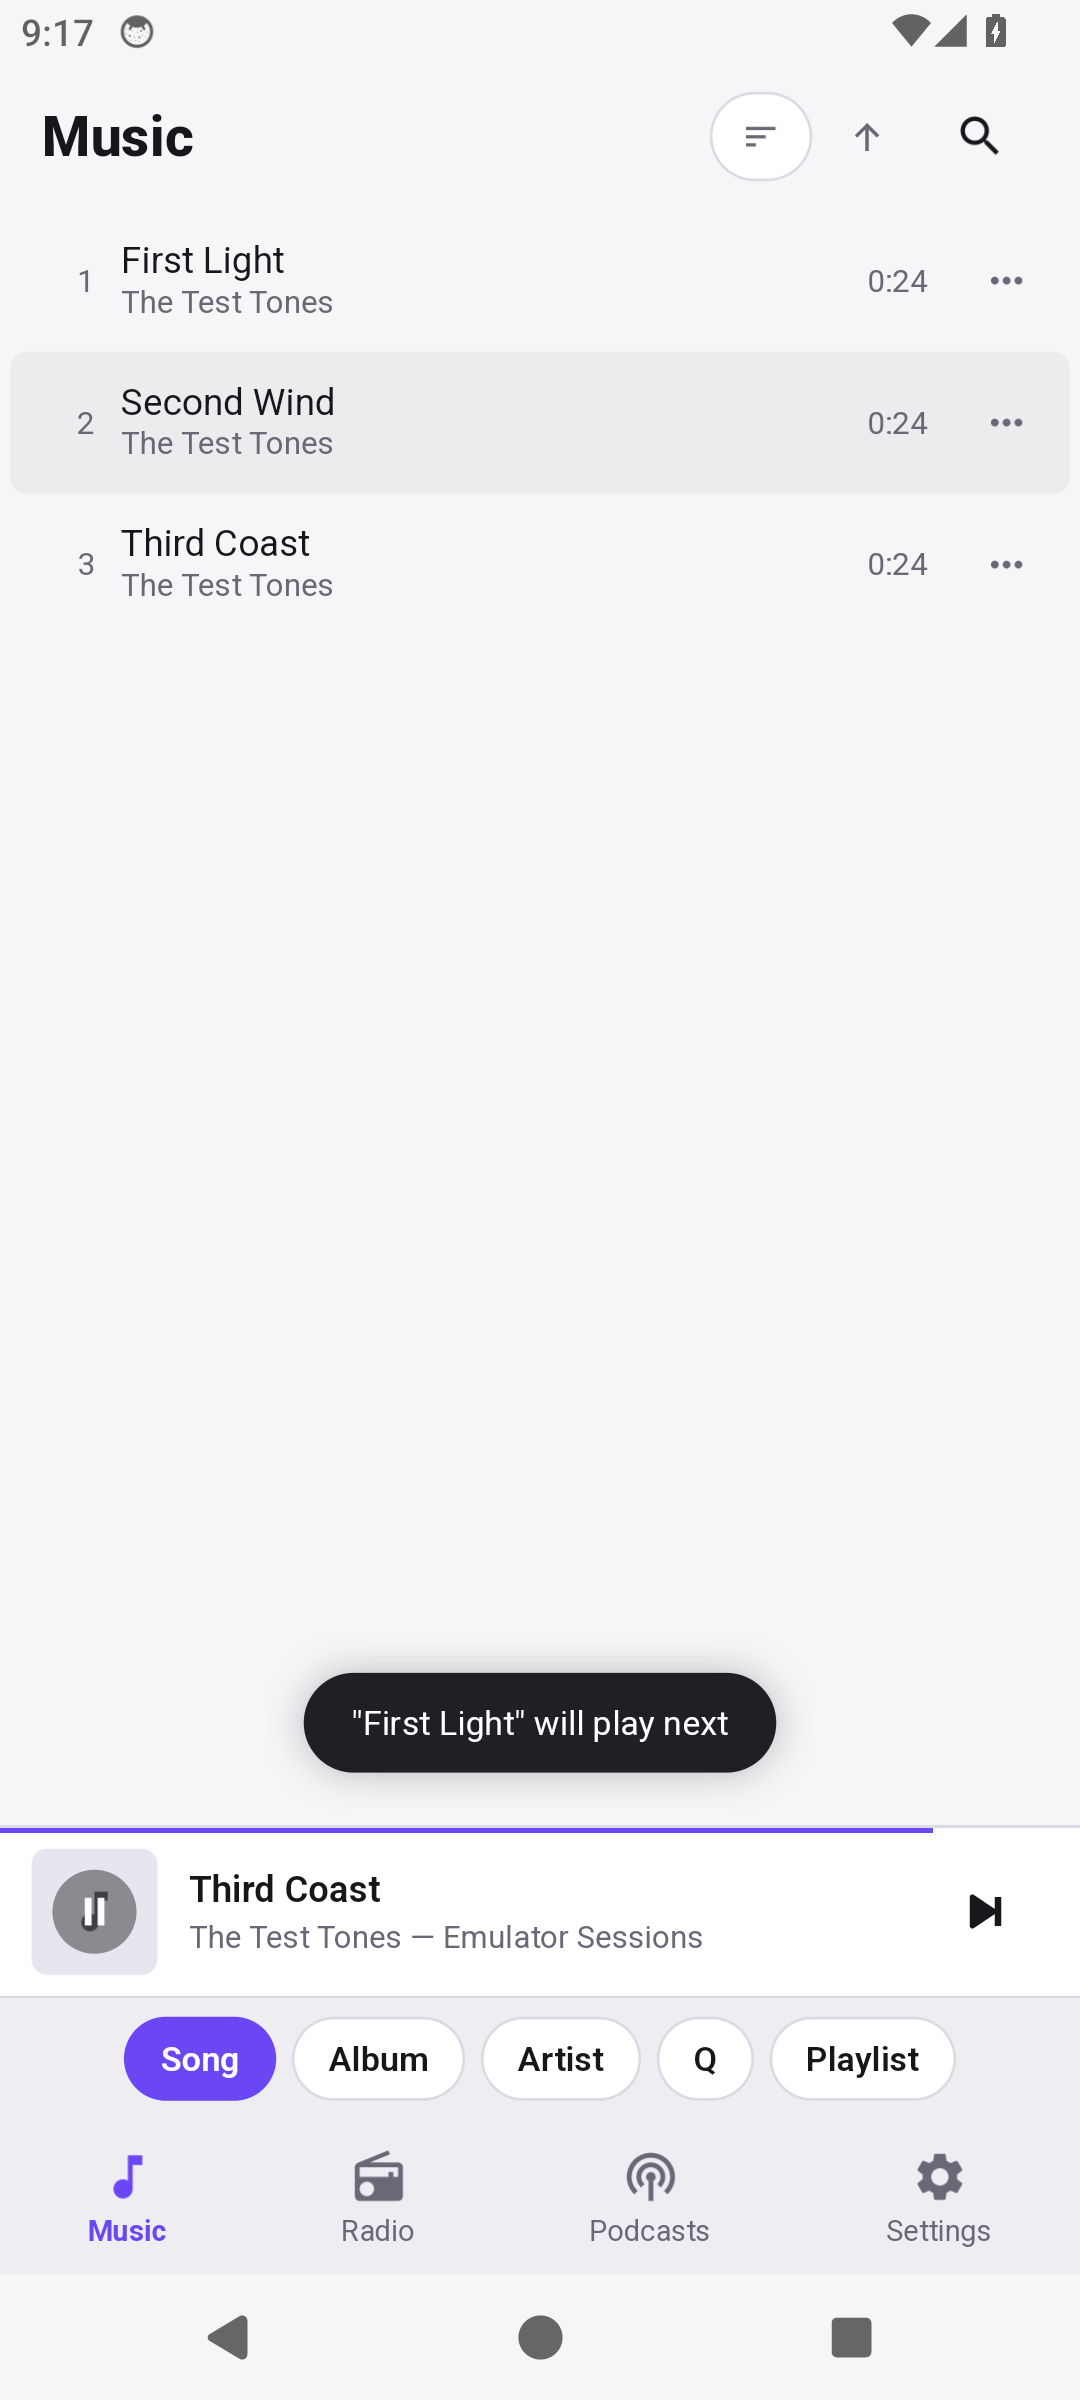 9:17
Music
1
First Light
The Test Tones
0:24
2
Second Wind
The Test Tones
0:24
3
Third Coast
The Test Tones
0:24
"First Light" will play next
Third Coast
The Test Tones — Emulator Sessions
Song
Album
Artist
Q
Playlist
Music
Radio
Podcasts
Settings